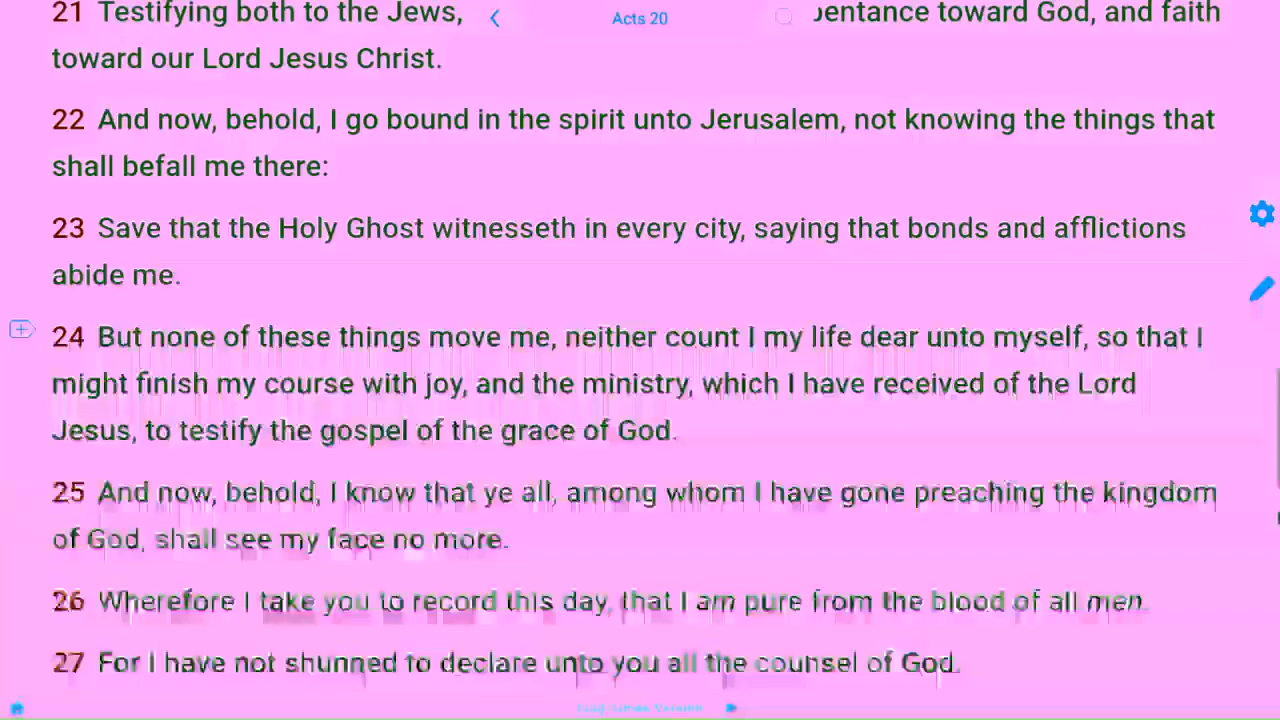 21 Testifying both to the Jews, Acts 20 pentance toward God, and faith
toward our Lord Jesus Christ.
22 And now, behold, I go bound in the spirit unto Jerusalem, not knowing the things that
shall befall me there:
23 Save that the Holy Ghost witnesseth in every city, saying that bonds and afflictions
abide me.
24 But none of these things move me, neither count I my life dear unto myself, so that I
might finish my course with joy, and the ministry, which I have received of the Lord
Jesus, to testify the gospel of the grace of God.
25 And now, behold, I know that ye all, among whom I have gone preaching the kingdom
of God, shall see my face no more.
26 Wherefore I take you to record this day, that I am pure from the blood of all men.
27 For I have not shunned to declare unto you all the counsel of God.
King James Version